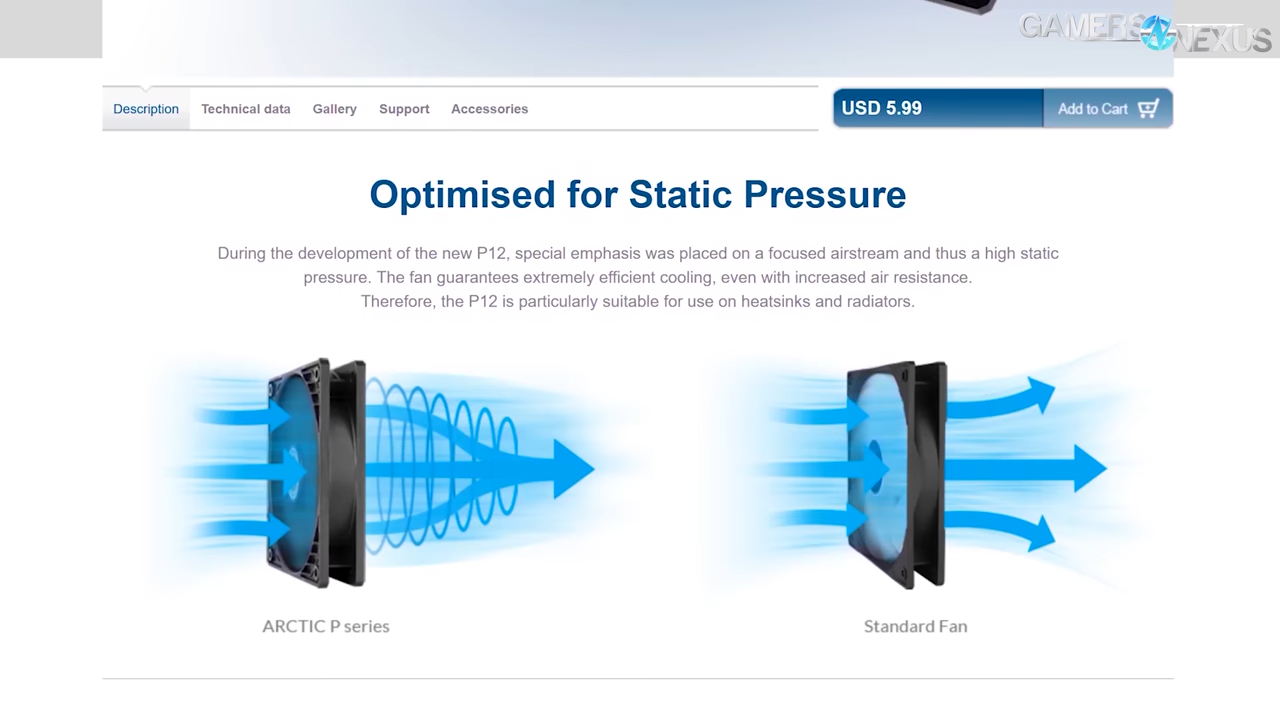 GAMERS NEXUS
Description Technical data Gallery Support Accessories
USD 5.99 Add to Cart
Optimised for Static Pressure
During the development of the new P12, special emphasis was placed on a focused airstream and thus a high static
pressure. The fan guarantees extremely efficient cooling, even with increased air resistance.
Therefore, the P12 is particularly suitable for use on heatsinks and radiators.
ARCTIC P series
Standard Fan